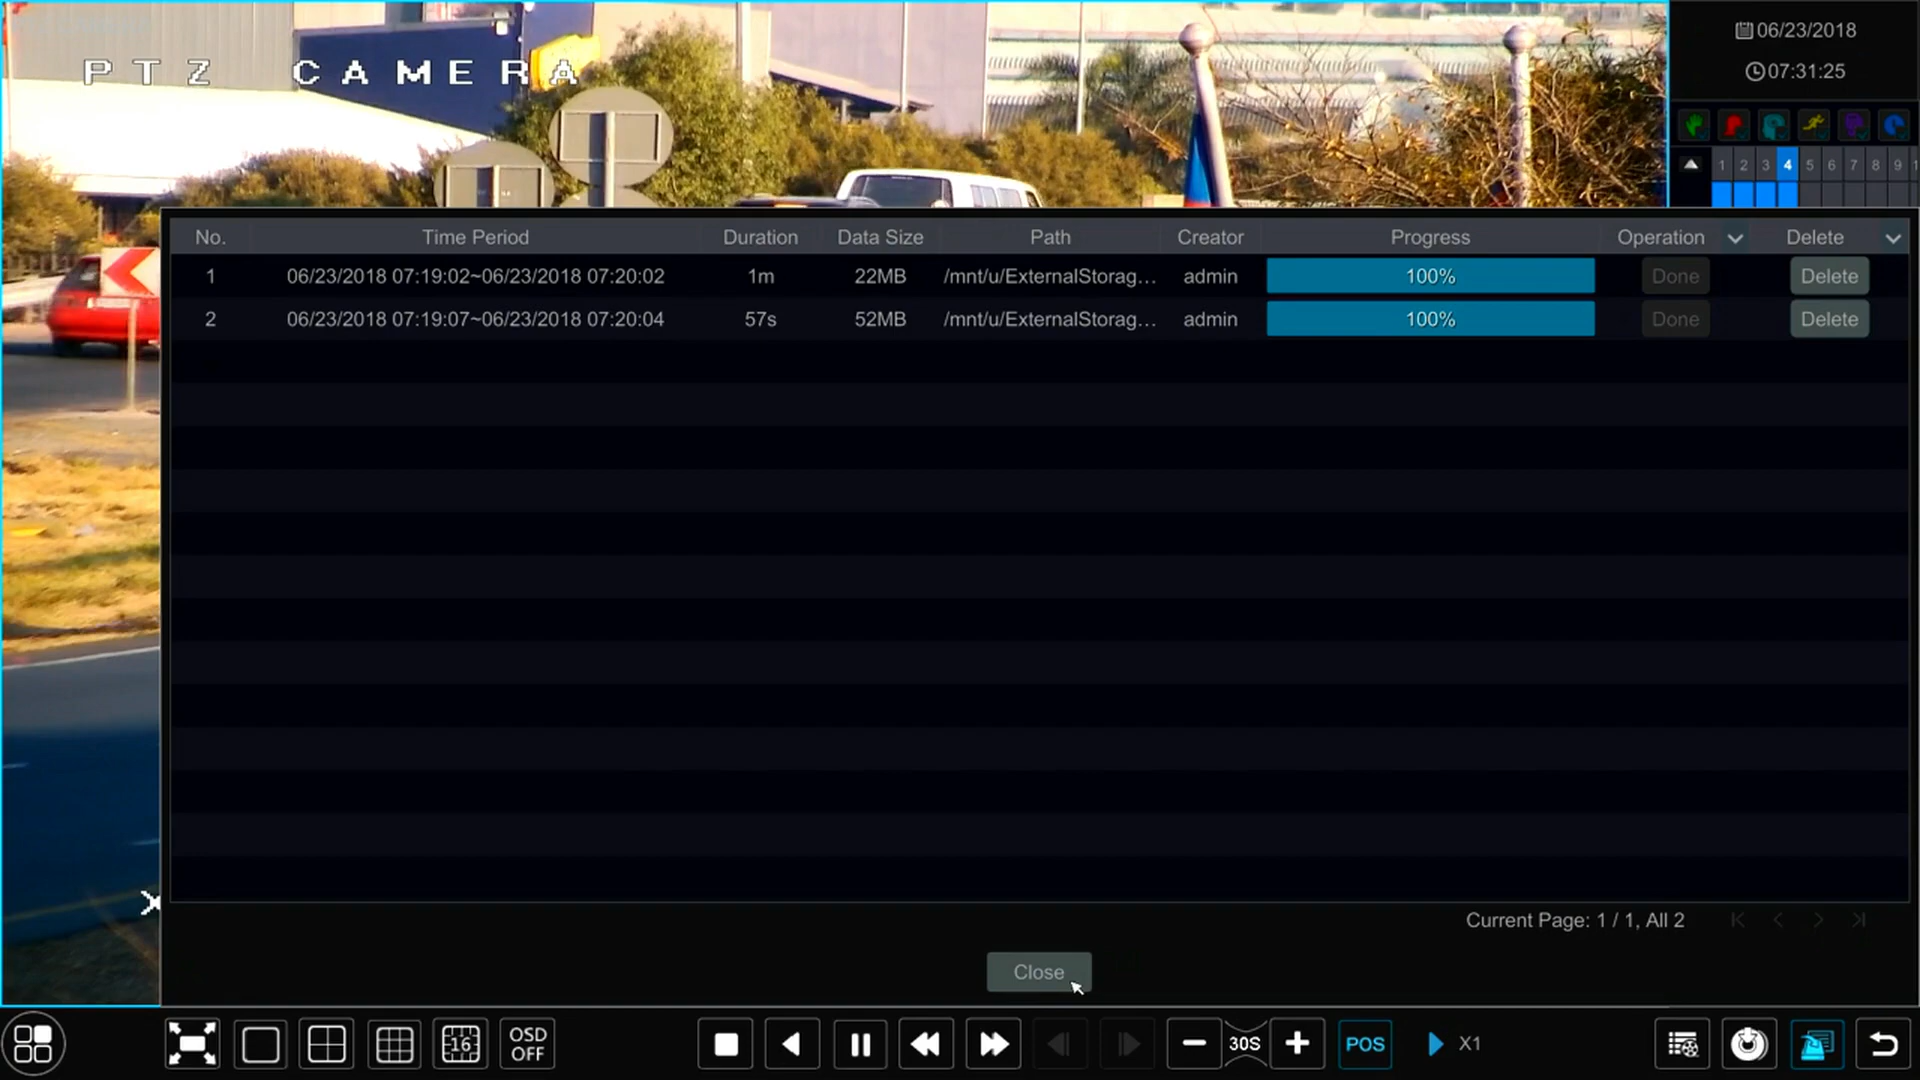 PTZ CAMERA
06/23/2018
07:31:25
1 2 3 4 5 6 7 8 9
No. Time Period Duration Data Size Path Creator Progress Operation Delete
1 06/23/2018 07:19:02~06/23/2018 07:20:02 1m 22MB /mnt/u/ExternalStorag... admin 100% Done Delete
2 06/23/2018 07:19:07~06/23/2018 07:20:04 57s 52MB /mnt/u/ExternalStorag... admin 100% Done Delete
Current Page: 1 / 1, All 2
Close
16 OSD OFF 30S POS X1